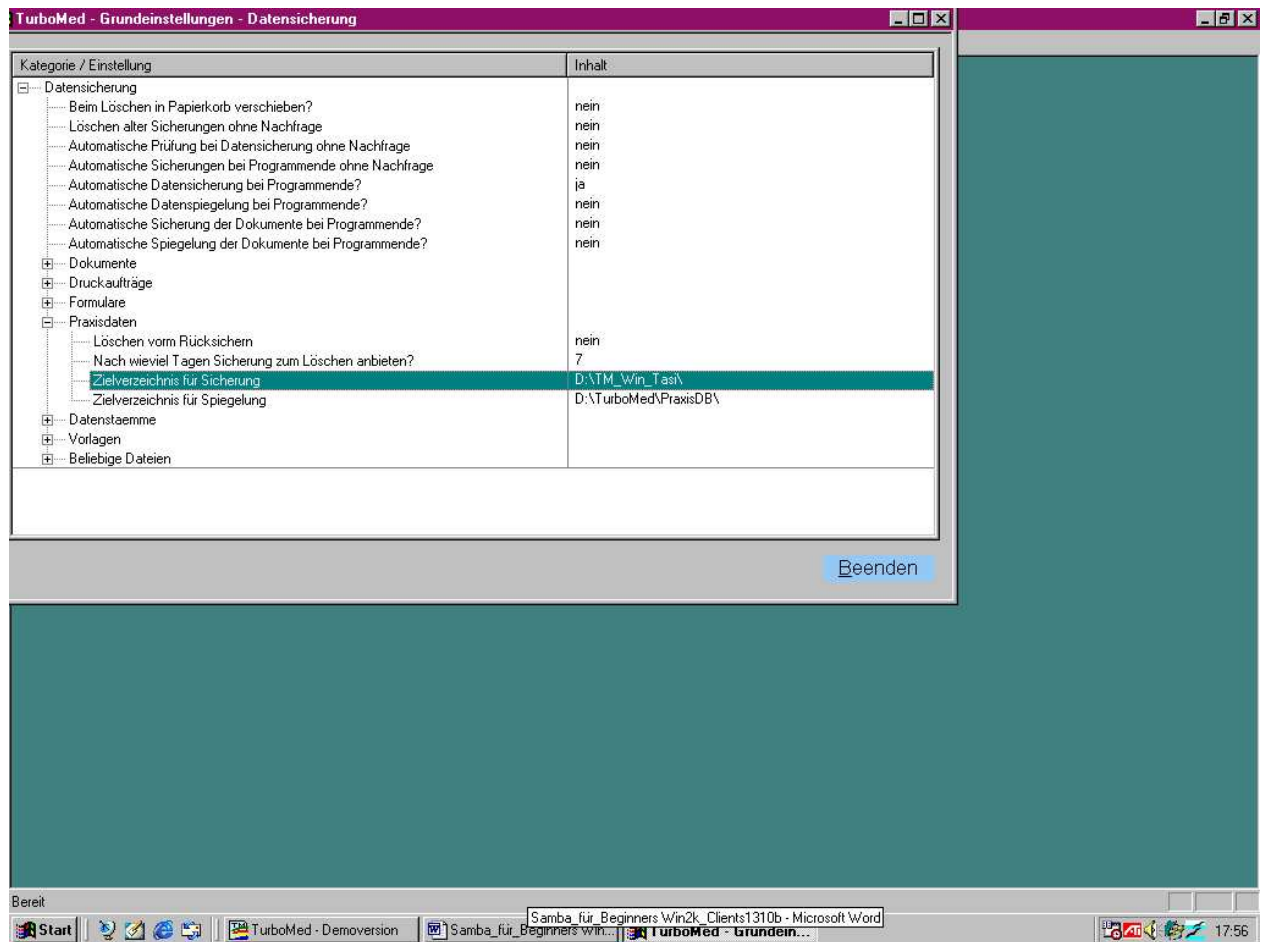 TurboMed - Grundeinstellungen - Datensicherung
Kategorie / Einstellung Inhalt
Datensicherung
Beim Löschen in Papierkorb verschieben? nein
Löschen alter Sicherungen ohne Nachfrage nein
Automatische Prüfung bei Datensicherung ohne Nachfrage nein
Automatische Sicherungen bei Programmende ohne Nachfrage nein
Automatische Datensicherung bei Programmende? ja
Automatische Datenspiegelung bei Programmende? nein
Automatische Sicherung der Dokumente bei Programmende? nein
Automatische Spiegelung der Dokumente bei Programmende? nein
Dokumente
Druckaufträge
Formulare
Praxisdaten
Löschen vorm Rücksichern nein
Nach wieviel Tagen Sicherung zum Löschen anbieten? 7
Zielverzeichnis für Sicherung D:\TM_Win_Tasi\
Zielverzeichnis für Spiegelung D:\TurboMed\PraxisDB\
Datenstaemme
Vorlagen
Beliebige Dateien
Beenden
Bereit
Samba_für_Beginners Win2k_Clients1310b - Microsoft Word
Start TurboMed - Demoversion Samba_für_Beginners Win... TurboMed - Grundein... 17:56